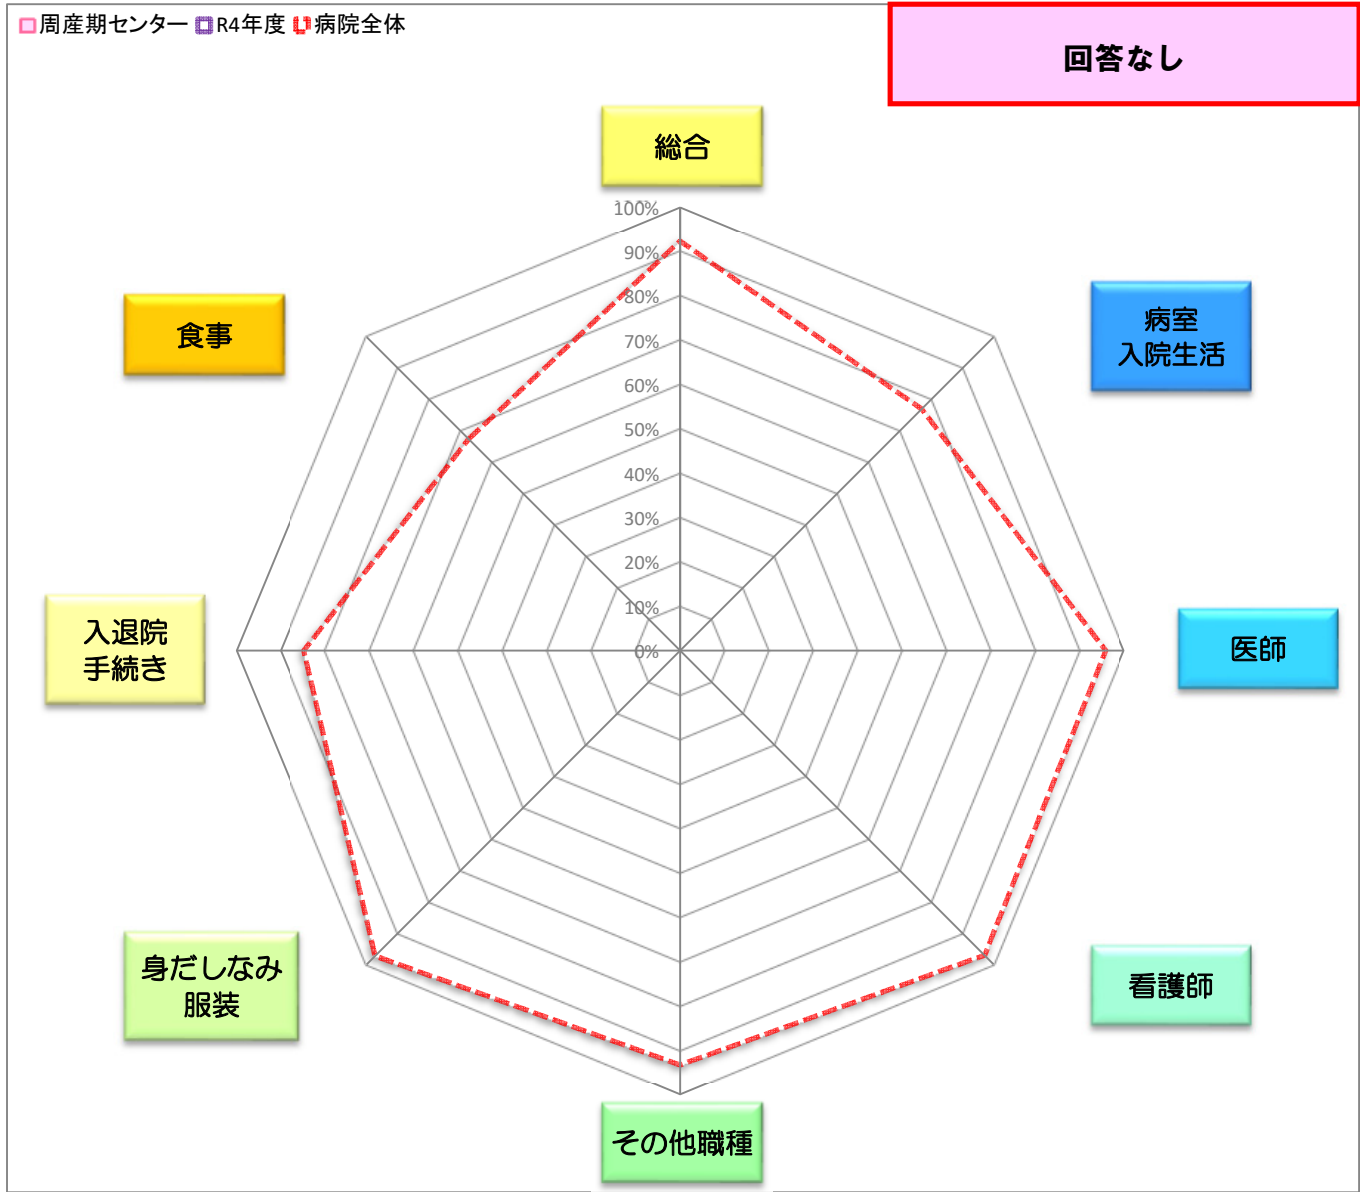 周産期センター R4年度 病院全体
回答なし
総合
100%
90%
80%
70%
60%
50%
40%
30%
20%
10%
0%
病室
入院生活
医師
看護師
その他職種
身だしなみ
服装
入退院
手続き
食事